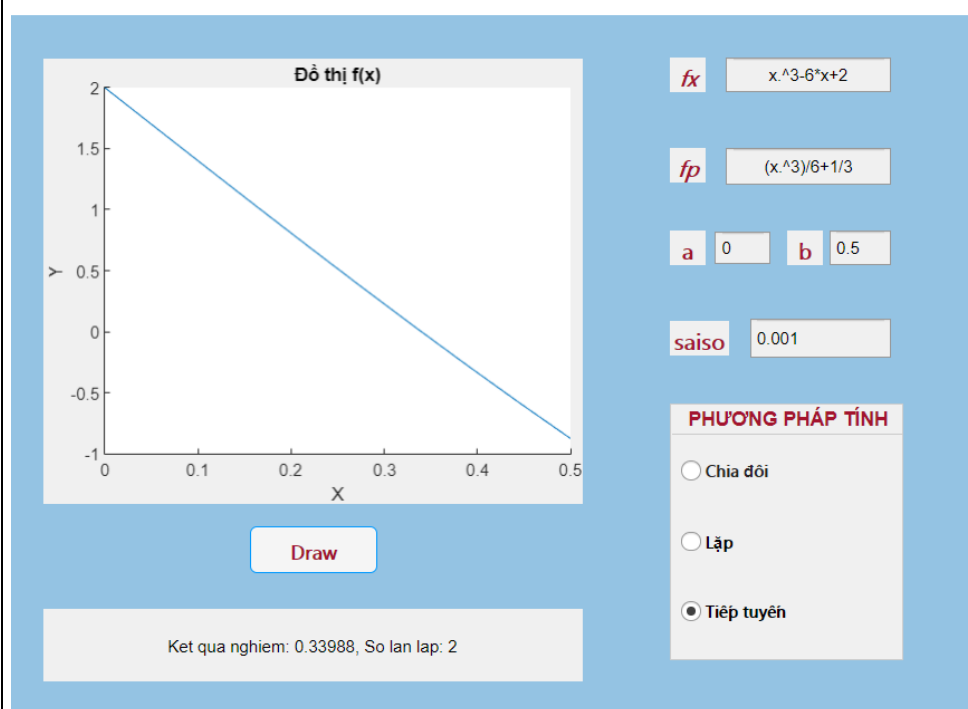 Đồ thị f(x)
2
1.5
1
0.5
0
-0.5
-1
Y
0 0.1 0.2 0.3 0.4 0.5
X
Draw
Ket qua nghiem: 0.33988, So lan lap: 2
fx x.^3-6*x+2
fp (x.^3)/6+1/3
a 0 b 0.5
saiso 0.001
PHƯƠNG PHÁP TÍNH
Chia đôi
Lặp
Tiếp tuyến